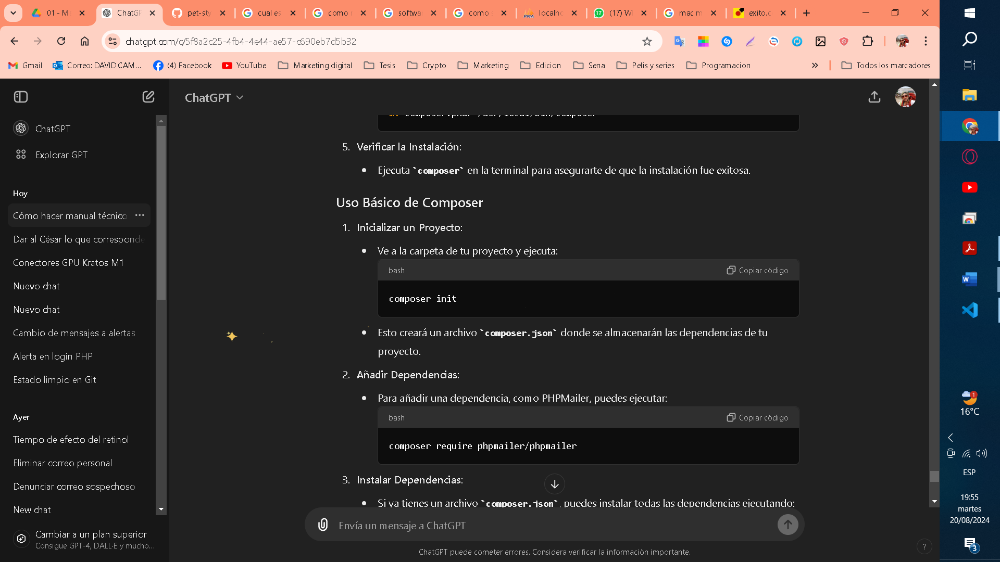 01 - M
ChatGP
pet-sty
cual es
como
softwa
como s
localh
(17) W
mac m
exito.c
chatgpt.com/c/5f8a2c25-4fb4-4e44-ae57-c690eb7d5b32
Gmail
Correo: DAVID CAM...
(4) Facebook
YouTube
Marketing digital
Tesis
Crypto
Marketing
Edicion
Sena
Pelis y series
Programacion
Todos los marcadores
ChatGPT
Explorar GPT
Hoy
Cómo hacer manual técnico
Dar al César lo que corresponde
Conectores GPU Kratos M1
Nuevo chat
Nuevo chat
Cambio de mensajes a alertas
Alerta en login PHP
Estado limpio en Git
Ayer
Tiempo de efecto del retinol
Eliminar correo personal
Denunciar correo sospechoso
New chat
Cambiar a un plan superior
Consigue GPT-4, DALL·E y mucho...
ChatGPT
mv composer.phar /usr/local/bin/composer
5. Verificar la Instalación:
Ejecuta `composer` en la terminal para asegurarte de que la instalación fue exitosa.
Uso Básico de Composer
1. Inicializar un Proyecto:
Ve a la carpeta de tu proyecto y ejecuta:
bash
Copiar código
composer init
Esto creará un archivo `composer.json` donde se almacenarán las dependencias de tu
proyecto.
2. Añadir Dependencias:
Para añadir una dependencia, como PHPMailer, puedes ejecutar:
bash
Copiar código
composer require phpmailer/phpmailer
3. Instalar Dependencias:
Si ya tienes un archivo `composer.json`, puedes instalar todas las dependencias ejecutando:
Envía un mensaje a ChatGPT
ChatGPT puede cometer errores. Considera verificar la información importante.
?
1
16°C
ESP
19:55
martes
20/08/2024
3